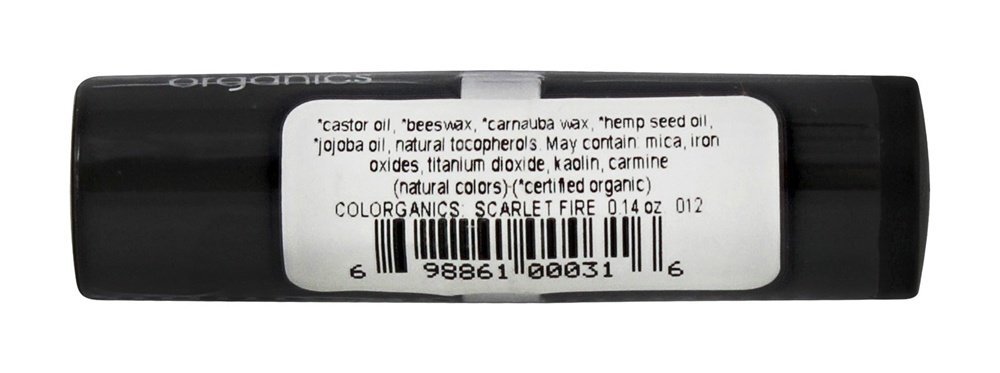 organics
*castor oil, *beeswax, *carnauba wax, *hemp seed oil,
*jojoba oil, natural tocopherols. May contain: mica, iron
oxides, titanium dioxide, kaolin, carmine
(natural colors) (*certified organic)
COLORGANICS: SCARLET FIRE 0.14 oz 012
6 98861 00031 6